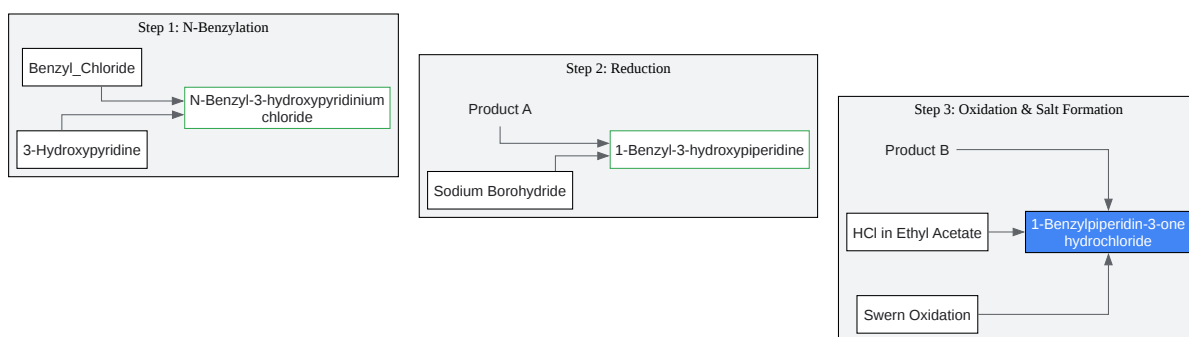 Step 1: N-Benzylation
Benzyl_Chloride
N-Benzyl-3-hydroxypyridinium
chloride
3-Hydroxypyridine
Step 2: Reduction
Product A
1-Benzyl-3-hydroxypiperidine
Sodium Borohydride
Step 3: Oxidation & Salt Formation
Product B
HCl in Ethyl Acetate
1-Benzylpiperidin-3-one
hydrochloride
Swern Oxidation